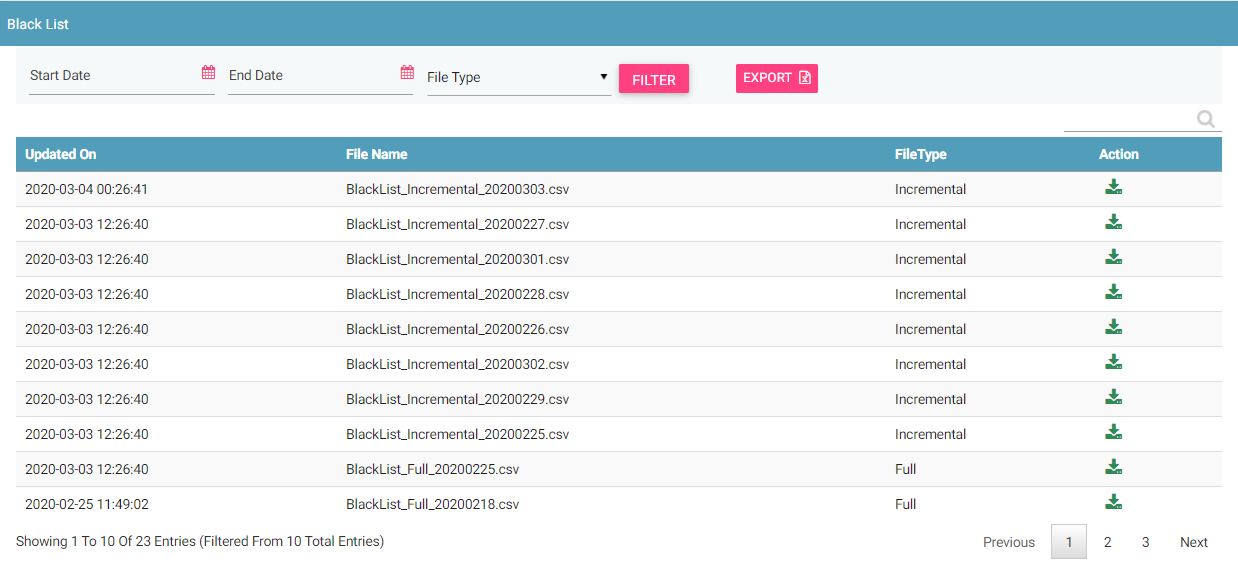 Black List
Start Date End Date File Type FILTER EXPORT
Updated On File Name FileType Action
2020-03-04 00:26:41 BlackList_Incremental_20200303.csv Incremental
2020-03-03 12:26:40 BlackList_Incremental_20200227.csv Incremental
2020-03-03 12:26:40 BlackList_Incremental_20200301.csv Incremental
2020-03-03 12:26:40 BlackList_Incremental_20200228.csv Incremental
2020-03-03 12:26:40 BlackList_Incremental_20200226.csv Incremental
2020-03-03 12:26:40 BlackList_Incremental_20200302.csv Incremental
2020-03-03 12:26:40 BlackList_Incremental_20200229.csv Incremental
2020-03-03 12:26:40 BlackList_Incremental_20200225.csv Incremental
2020-03-03 12:26:40 BlackList_Full_20200225.csv Full
2020-02-25 11:49:02 BlackList_Full_20200218.csv Full
Showing 1 To 10 Of 23 Entries (Filtered From 10 Total Entries) Previous 1 2 3 Next